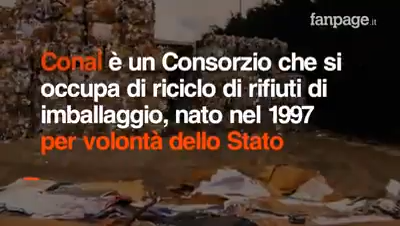 fanpage.it
Conai è un Consorzio che si
occupa di riciclo di rifiuti di
imballaggio, nato nel 1997
per volontà dello Stato